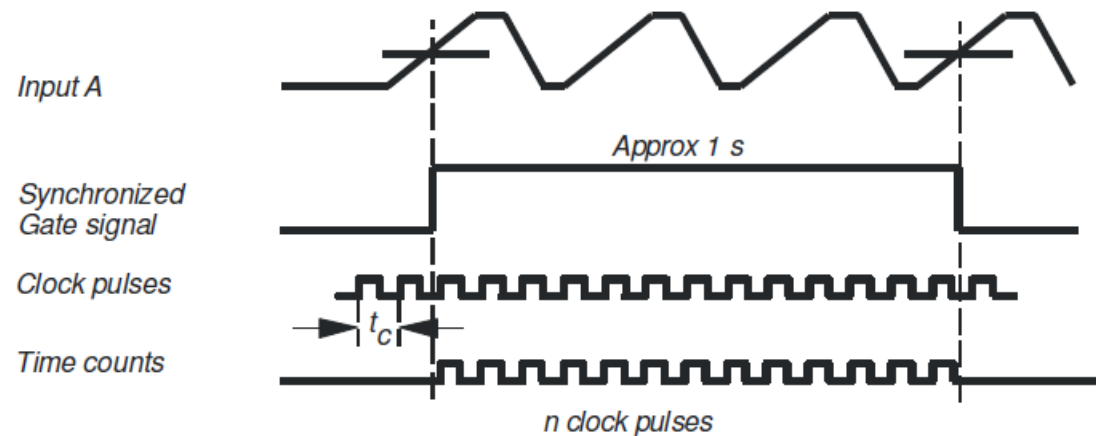 Input A
Approx 1 s
Synchronized
Gate signal
Clock pulses
tc
Time counts
n clock pulses